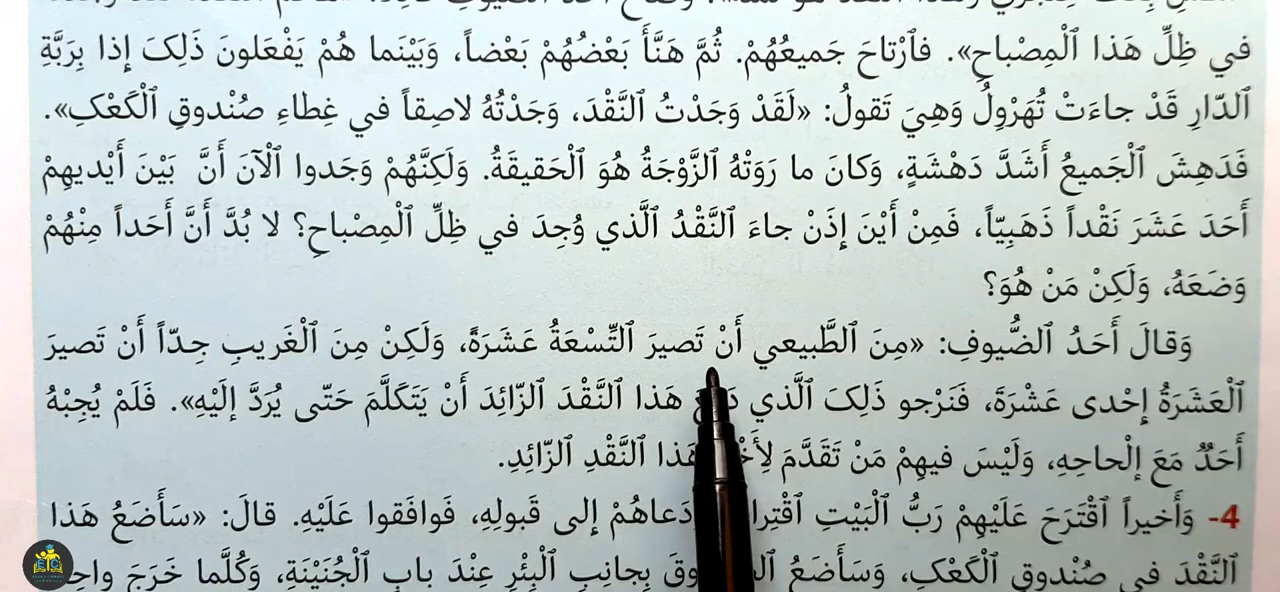 في ظِلِّ هَذا ٱلْمِصْباحِ». فٱرْتاحَ جَميعُهُمْ. ثُمَّ هَنَّأَ بَعْضُهُمْ بَعْضاً، وَبَيْنَما هُمْ يَفْعَلونَ ذَلِكَ إِذا بِرَبَّةِ
ٱلدّارِ قَدْ جاءَتْ تُهَرْوِلُ وَهِيَ تَقولُ: «لَقَدْ وَجَدْتُ ٱلنَّقْدَ، وَجَدْتُهُ لاصِقاً في غِطاءِ صُنْدوقِ ٱلْكَعْكِ».
فَدَهِشَ ٱلْجَميعُ أَشَدَّ دَهْشَةٍ، وَكانَ ما رَوَتْهُ ٱلزَّوْجَةُ هُوَ ٱلْحَقيقَةُ. وَلَكِنَّهُمْ وَجَدوا ٱلْآنَ أَنَّ بَيْنَ أَيْديهِمْ
أَحَدَ عَشَرَ نَقْداً ذَهَبِيّاً، فَمِنْ أَيْنَ إِذَنْ جاءَ ٱلنَّقْدُ ٱلَّذي وُجِدَ في ظِلِّ ٱلْمِصْباحِ؟ لا بُدَّ أَنَّ أَحَداً مِنْهُمْ
وَضَعَهُ، وَلَكِنْ مَنْ هُوَ؟
وَقالَ أَحَدُ ٱلضُّيوفِ: «مِنَ ٱلطَّبيعي أَنْ تَصيرَ ٱلتِّسْعَةُ عَشَرَةً، وَلَكِنْ مِنَ ٱلْغَريبِ جِدّاً أَنْ تَصيرَ
ٱلْعَشَرَةُ إِحْدى عَشْرَةَ، فَنَرْجو ذَلِكَ ٱلَّذي هَذا ٱلنَّقْدَ ٱلزّائِدَ أَنْ يَتَكَلَّمَ حَتّى يُرَدَّ إلَيْهِ». فَلَمْ يُجِبْهُ
أَحَدٌ مَعَ إلْحاحِهِ، وَلَيْسَ فيهِمْ مَنْ تَقَدَّمَ هَذا ٱلنَّقْدِ ٱلزّائِدِ.
4- وَأَخيراً ٱقْتَرَحَ عَلَيْهِمْ رَبُّ ٱلْبَيْتِ دَعاهُمْ إلى قَبولِهِ، فَوافَقوا عَلَيْهِ. قالَ: «سَأَضَعُ هَذا
ٱلنَّقْدَ في صُنْدوقِ ٱلْكَعْكِ، وَسَأَضَعُ بِجانِبِ ٱلْبِئْرِ عِنْدَ بابِ ٱلْجُنَيْنَةِ، وَكُلَّما خَرَجَ